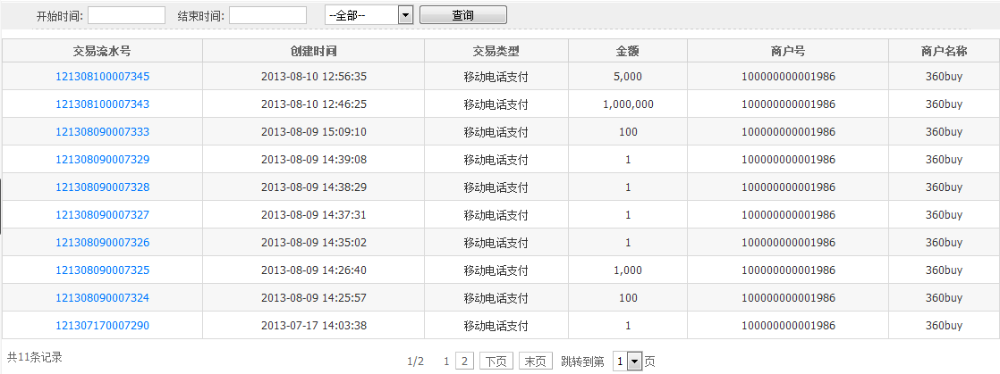 开始时间: 结束时间: --全部-- 查询
交易流水号 创建时间 交易类型 金额 商户号 商户名称
121308100007345 2013-08-10 12:56:35 移动电话支付 5,000 100000000001986 360buy
121308100007343 2013-08-10 12:46:25 移动电话支付 1,000,000 100000000001986 360buy
121308090007333 2013-08-09 15:09:10 移动电话支付 100 100000000001986 360buy
121308090007329 2013-08-09 14:39:08 移动电话支付 1 100000000001986 360buy
121308090007328 2013-08-09 14:38:29 移动电话支付 1 100000000001986 360buy
121308090007327 2013-08-09 14:37:31 移动电话支付 1 100000000001986 360buy
121308090007326 2013-08-09 14:35:02 移动电话支付 1 100000000001986 360buy
121308090007325 2013-08-09 14:26:40 移动电话支付 1,000 100000000001986 360buy
121308090007324 2013-08-09 14:25:57 移动电话支付 100 100000000001986 360buy
121307170007290 2013-07-17 14:03:38 移动电话支付 1 100000000001986 360buy
共11条记录 1/2 1 2 下页 末页 跳转到第 1 页